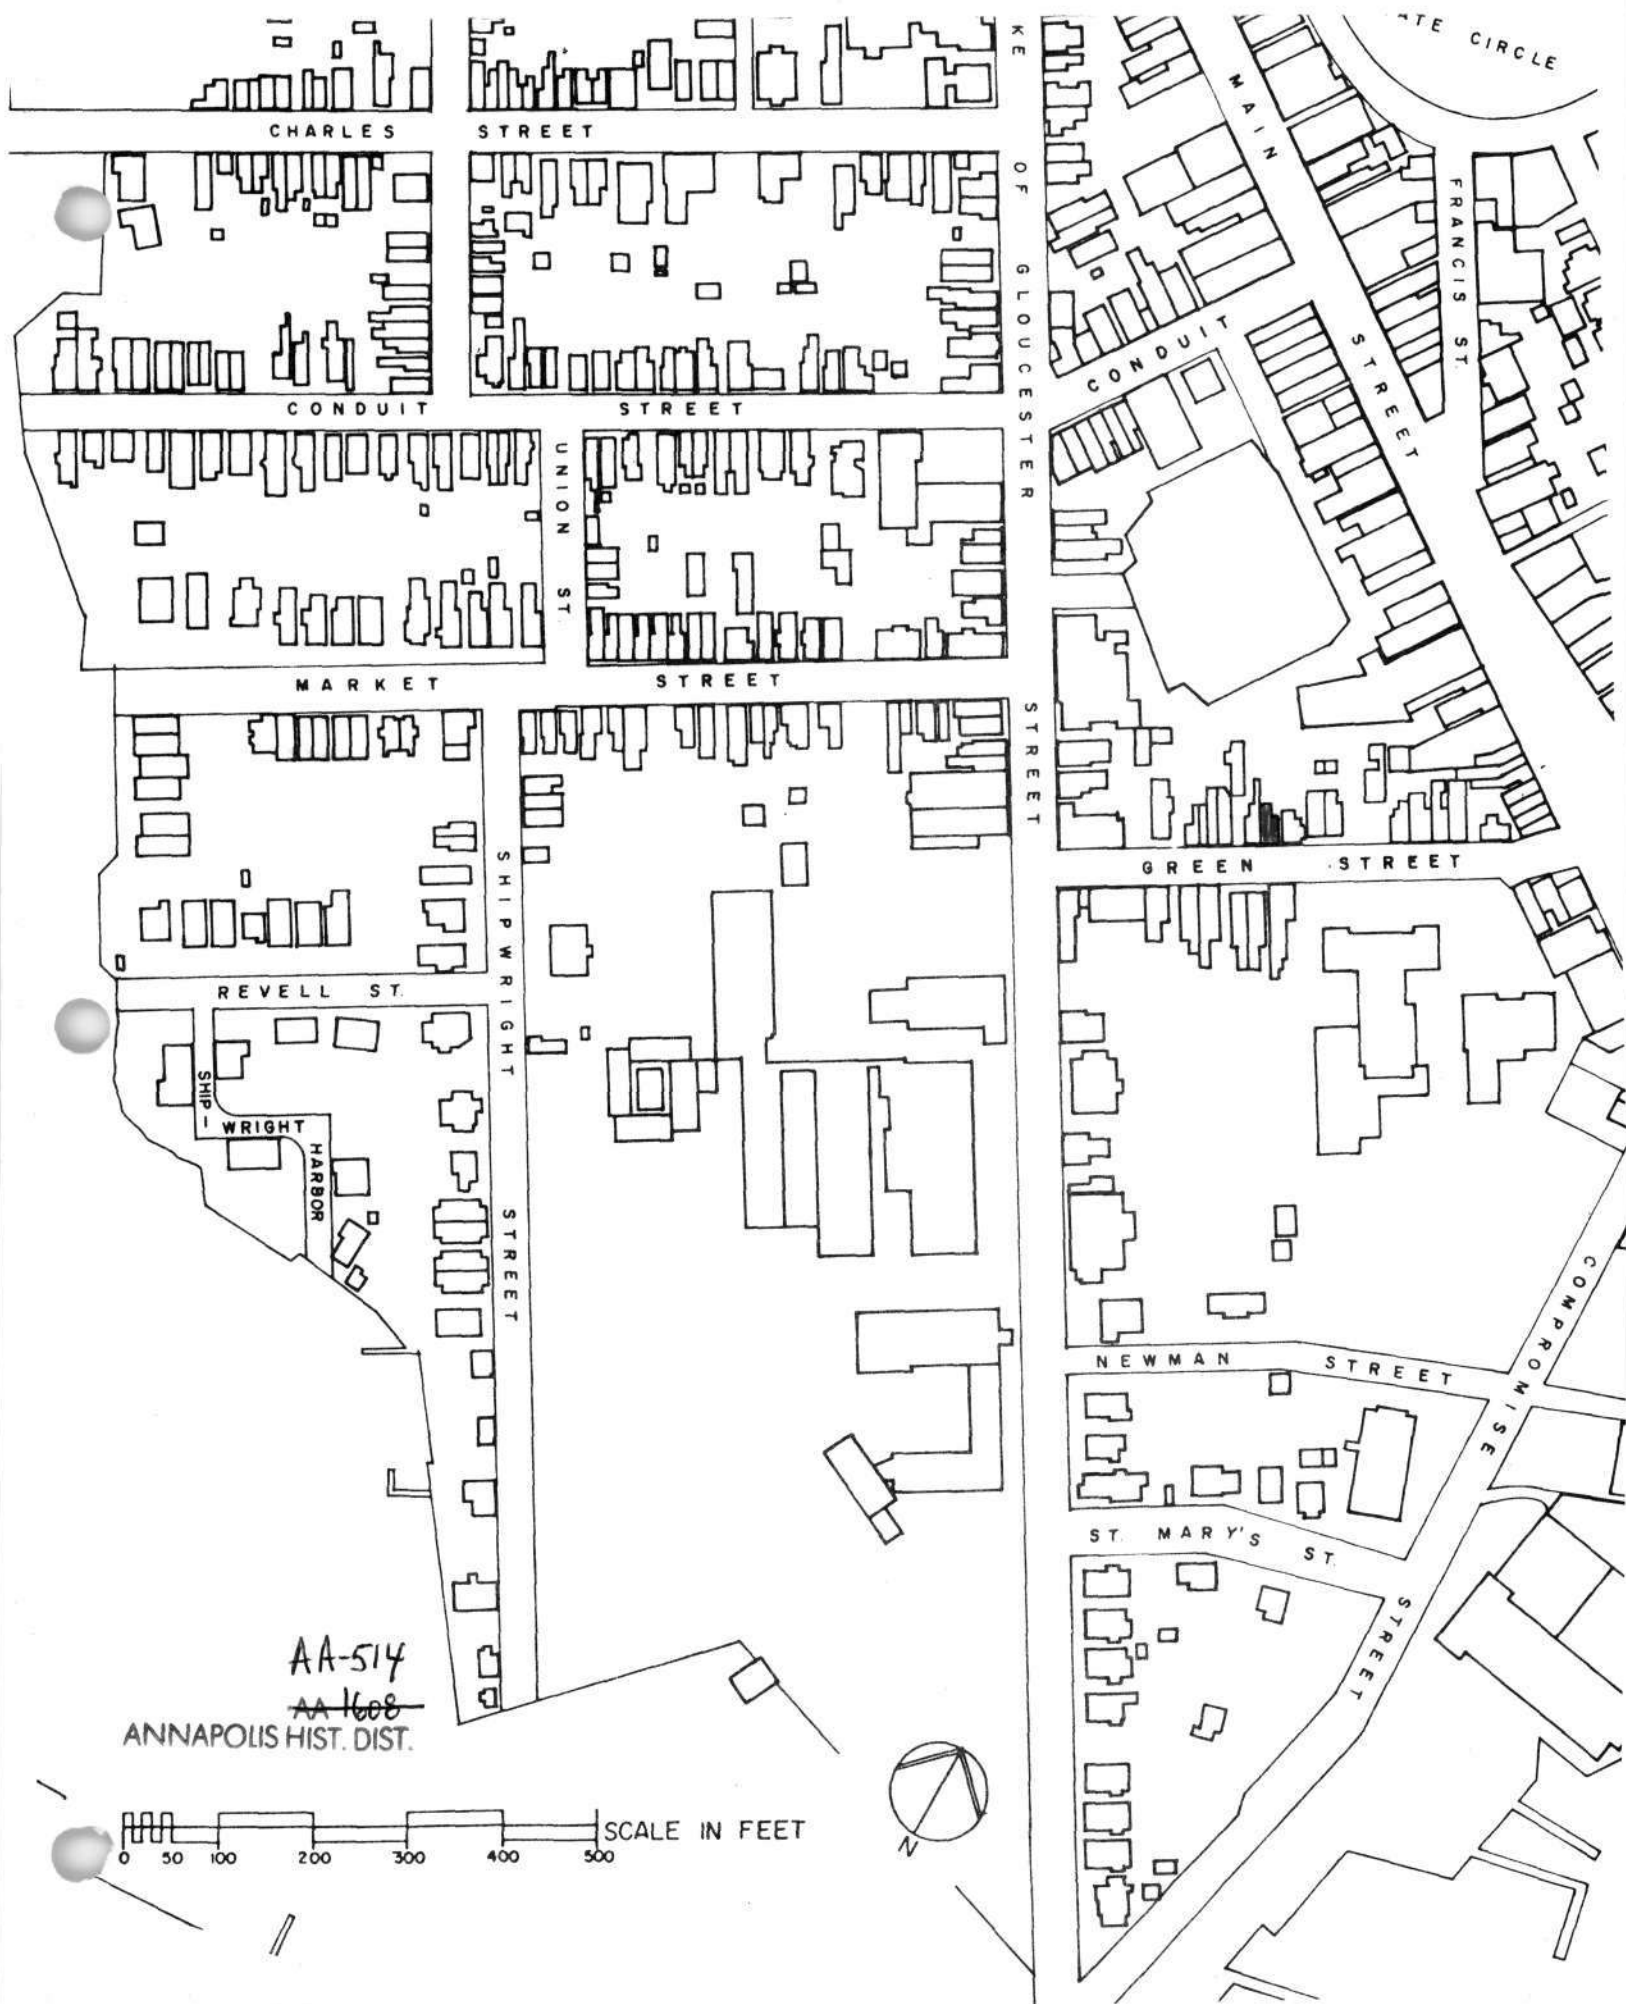 ATE CIRCLE
KE OF GLOUCESTER STREET
MAIN STREET
CHARLES STREET
FRANCIS ST.
CONDUIT
CONDUIT STREET
UNION ST.
MARKET STREET
GREEN STREET
SHIPWRIGHT STREET
REVELL ST.
SHIP-
WRIGHT
HARBOR
COMPROMISE STREET
NEWMAN STREET
ST. MARY'S ST.
AA-514
AA 1608
ANNAPOLIS HIST. DIST.
N
SCALE IN FEET
0 50 100 200 300 400 500